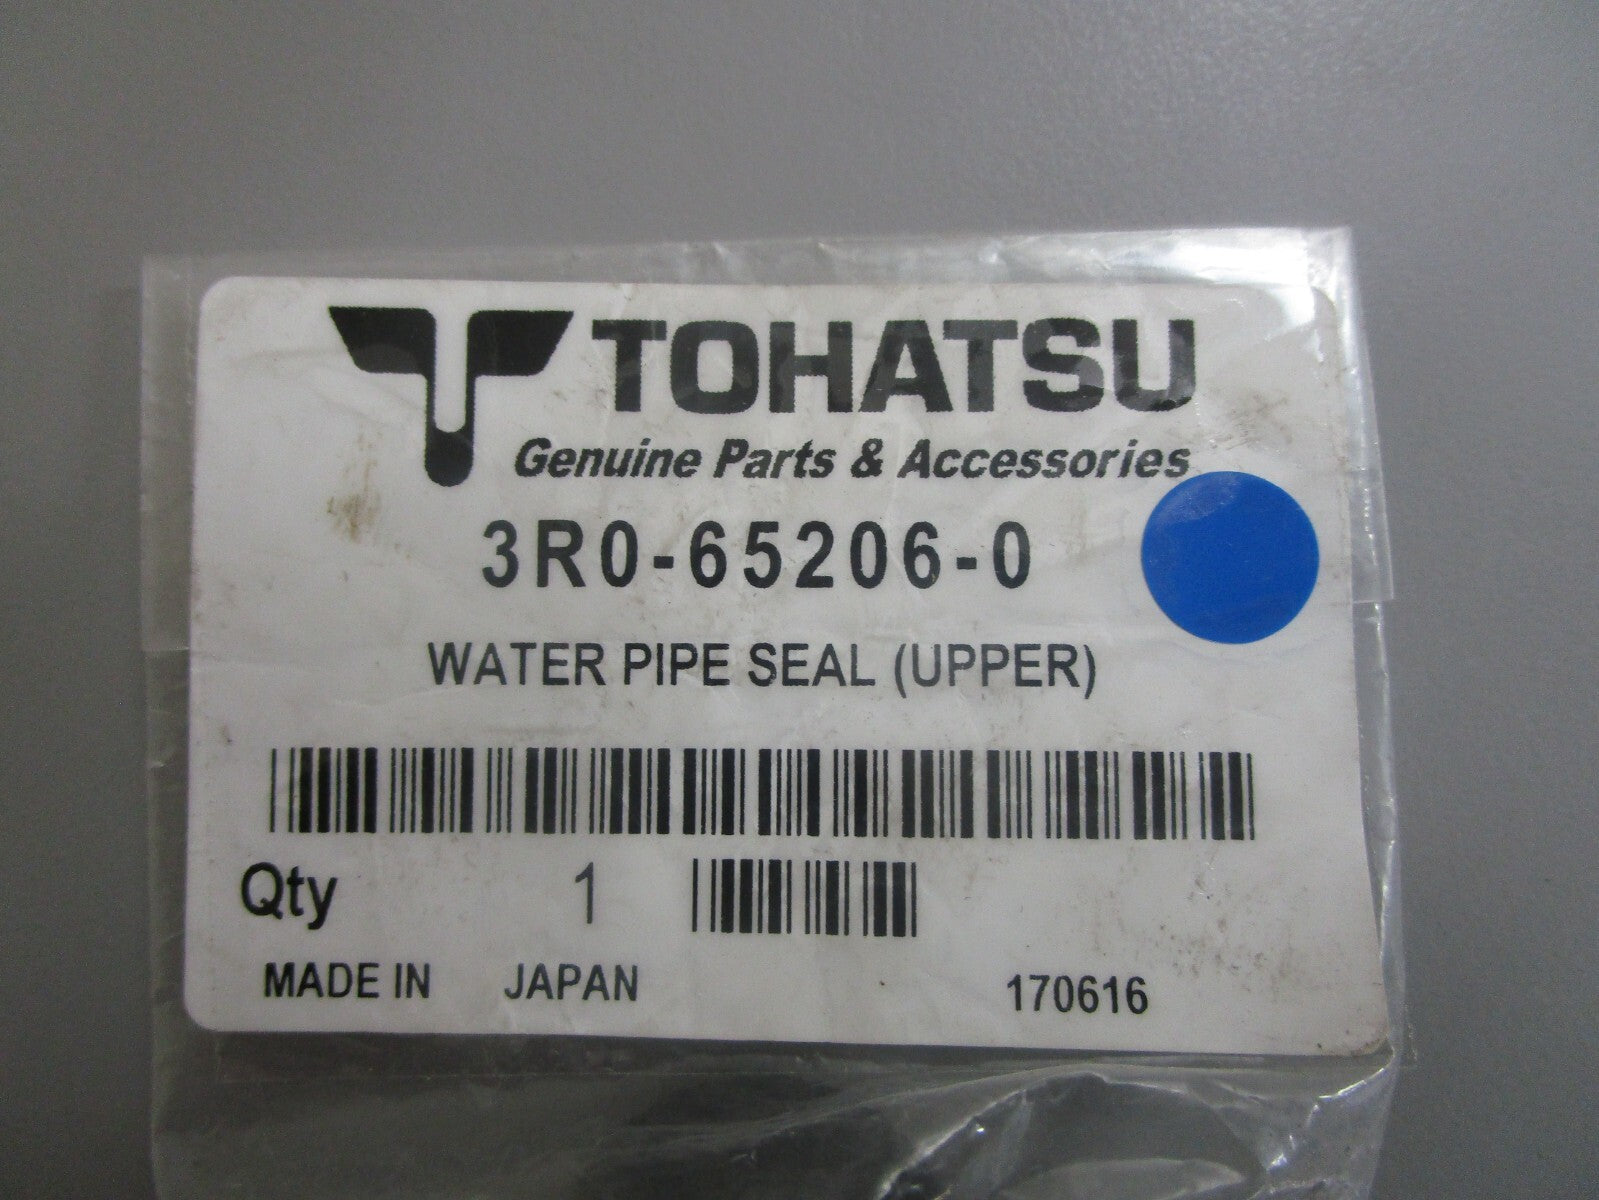 TOHATSU
Genuine Parts & Accessories
3R0-65206-0
WATER PIPE SEAL (UPPER)
Qty 1
MADE IN JAPAN 170616